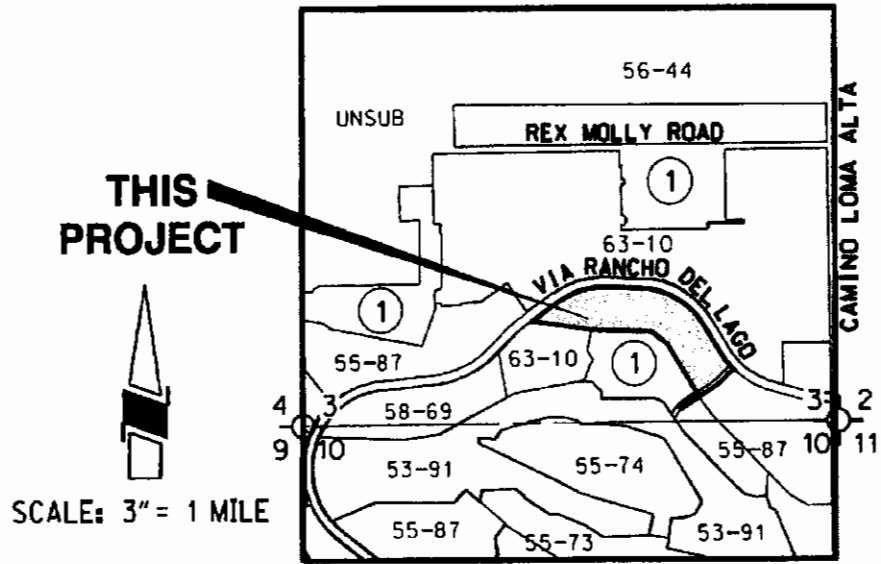 56-44
UNSUB
REX MOLLY ROAD
CAMINO LOMA ALTA
1
THIS
PROJECT
63-10
VIA RANCHO DEL LAGO
1
55-87
63-10
1
58-69
4 3
3 2
9 10
10 11
55-87
53-91
55-74
SCALE: 3" = 1 MILE
55-87
55-73
53-91